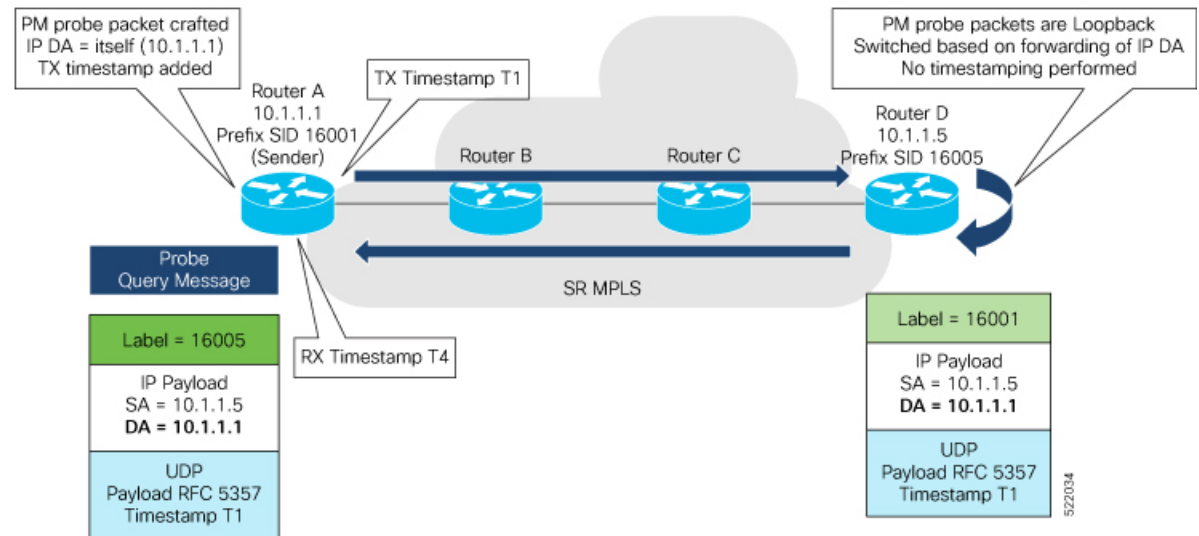 PM probe packet crafted
IP DA = itself (10.1.1.1)
TX timestamp added
TX Timestamp T1
PM probe packets are Loopback
Switched based on forwarding of IP DA
No timestamping performed
Router A
10.1.1.1
Prefix SID 16001
(Sender)
Router B
Router C
Router D
10.1.1.5
Prefix SID 16005
Probe
Query Message
SR MPLS
RX Timestamp T4
Label = 16005
IP Payload
SA = 10.1.1.5
DA = 10.1.1.1
UDP
Payload RFC 5357
Timestamp T1
Label = 16001
IP Payload
SA = 10.1.1.5
DA = 10.1.1.1
UDP
Payload RFC 5357
Timestamp T1
522034